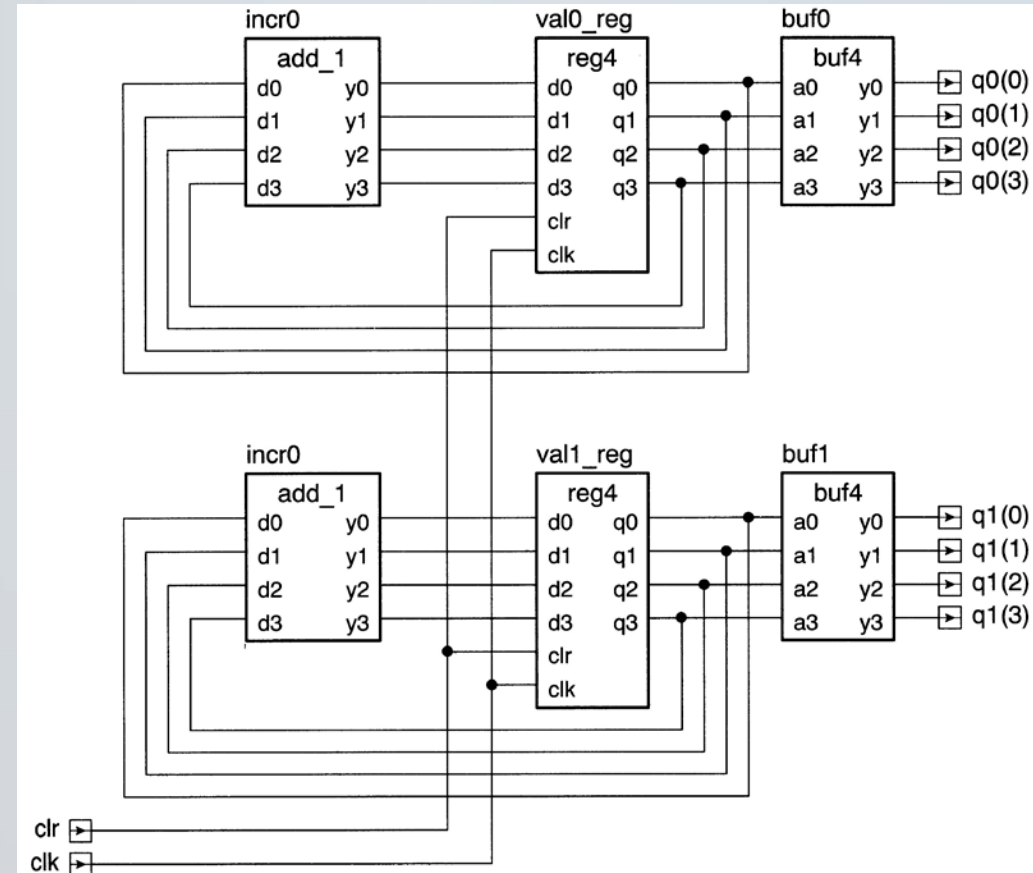 incr0 val0_reg buf0
add_1 reg4 buf4
d0 y0 d0 q0 a0 y0 q0(0)
d1 y1 d1 q1 a1 y1 q0(1)
d2 y2 d2 q2 a2 y2 q0(2)
d3 y3 d3 q3 a3 y3 q0(3)
clr
clk
incr0 val1_reg buf1
add_1 reg4 buf4
d0 y0 d0 q0 a0 y0 q1(0)
d1 y1 d1 q1 a1 y1 q1(1)
d2 y2 d2 q2 a2 y2 q1(2)
d3 y3 d3 q3 a3 y3 q1(3)
clr
clk
clr
clk